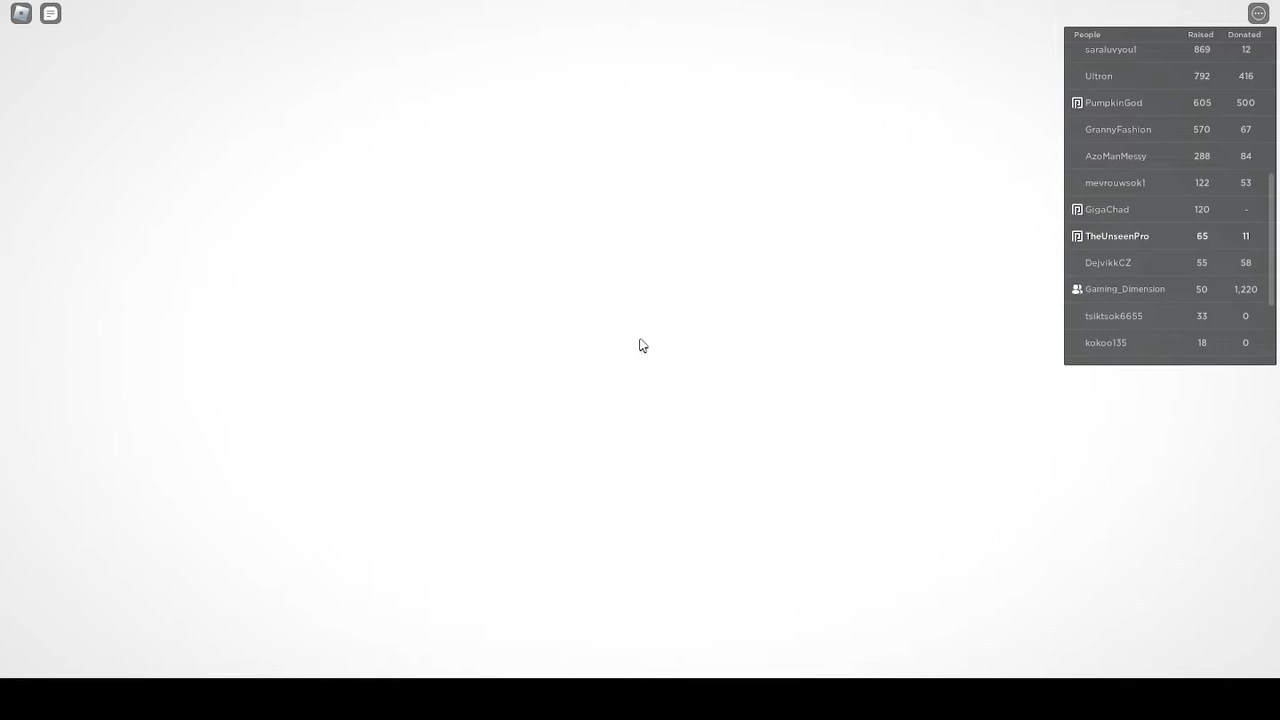 People Raised Donated
saraluvyou1 869 12
Ultron 792 416
PumpkinGod 605 500
GrannyFashion 570 67
AzoManMessy 288 84
mevrouwsok1 122 53
GigaChad 120 -
TheUnseenPro 65 11
DejvikkCZ 55 58
Gaming_Dimension 50 1,220
tsiktsok6655 33 0
kokoo135 18 0